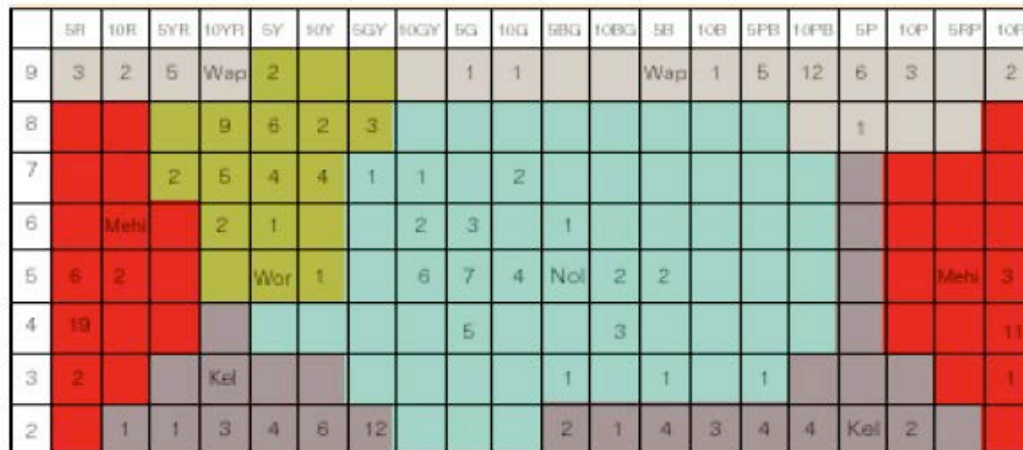 5R 10R 5YR 10YR 5Y 10Y 5GY 10GY 5G 10G 5BG 10BG 5B 10B 5PB 10PB 5P 10P 5RP
9 3 2 5 Wap 2 1 1 Wap 1 5 12 6 3 2
8 9 6 2 3 1
7 2 5 4 4 1 1 2
6 Mehi 2 1 2 3 1
5 6 2 Wor 1 6 7 4 Nol 2 2 Mehi 3
4 19 5 3 11
3 2 Kel 1 1 1 1
2 1 1 3 4 6 12 2 1 4 3 4 4 Kel 2